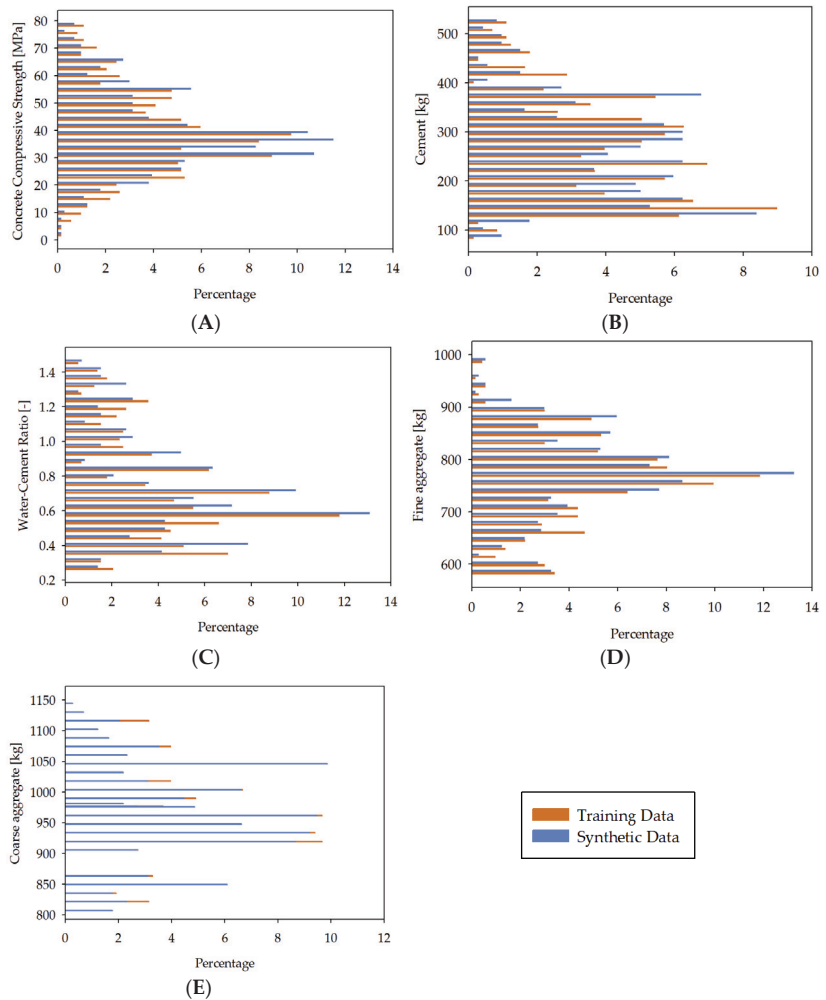 80
70
60
50
40
30
20
10
0
Concrete Compressive Strength [MPa]
0 2 4 6 8 10 12 14
Percentage
(A)
500
400
300
200
100
Cement [kg]
0 2 4 6 8 10
Percentage
(B)
1.4
1.2
1.0
0.8
0.6
0.4
0.2
Water-Cement Ratio [-]
0 2 4 6 8 10 12 14
Percentage
(C)
1000
900
800
700
600
Fine aggregate [kg]
0 2 4 6 8 10 12 14
Percentage
(D)
1150
1100
1050
1000
950
900
850
800
Coarse aggregate [kg]
0 2 4 6 8 10 12
Percentage
(E)
Training Data
Synthetic Data